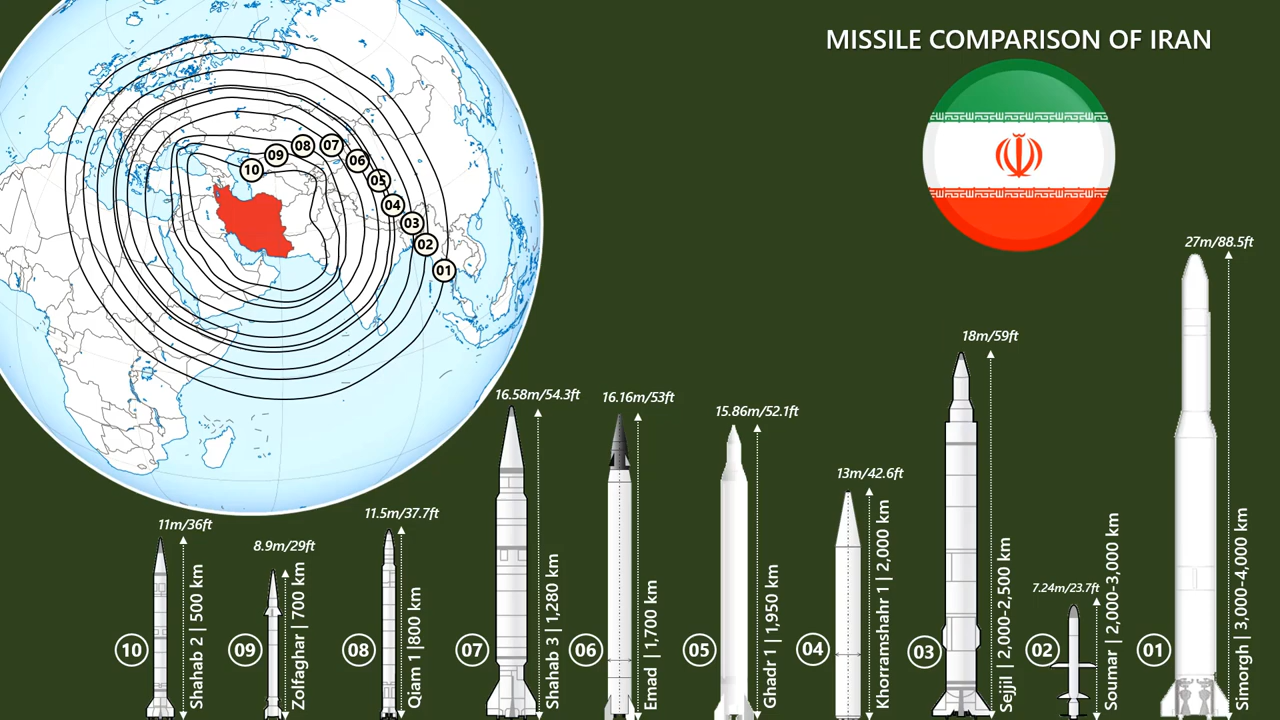 MISSILE COMPARISON OF IRAN
10
09
08
07
06
05
04
03
02
01
11m/36ft
10
Shahab 2 | 500 km
8.9m/29ft
09
Zolfaghar | 700 km
11.5m/37.7ft
08
Qiam 1 |800 km
16.58m/54.3ft
07
Shahab 3 | 1,280 km
16.16m/53ft
06
Emad | 1,700 km
15.86m/52.1ft
05
Ghadr 1 | 1,950 km
13m/42.6ft
04
Khorramshahr 1 | 2,000 km
18m/59ft
03
Sejjil | 2,000-2,500 km
7.24m/23.7ft
02
Soumar | 2,000-3,000 km
27m/88.5ft
01
Simorgh | 3,000-4,000 km